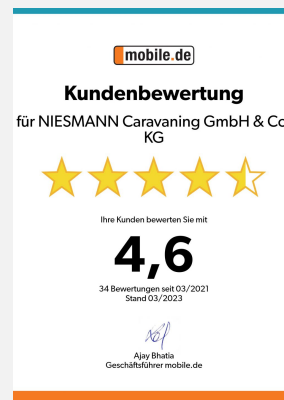 mobile.de
Kundenbewertung
für NIESMANN Caravaning GmbH & Co
KG
Ihre Kunden bewerten Sie mit
4,6
34 Bewertungen seit 03/2021
Stand 03/2023
Ajay Bhatia
Geschäftsführer mobile.de